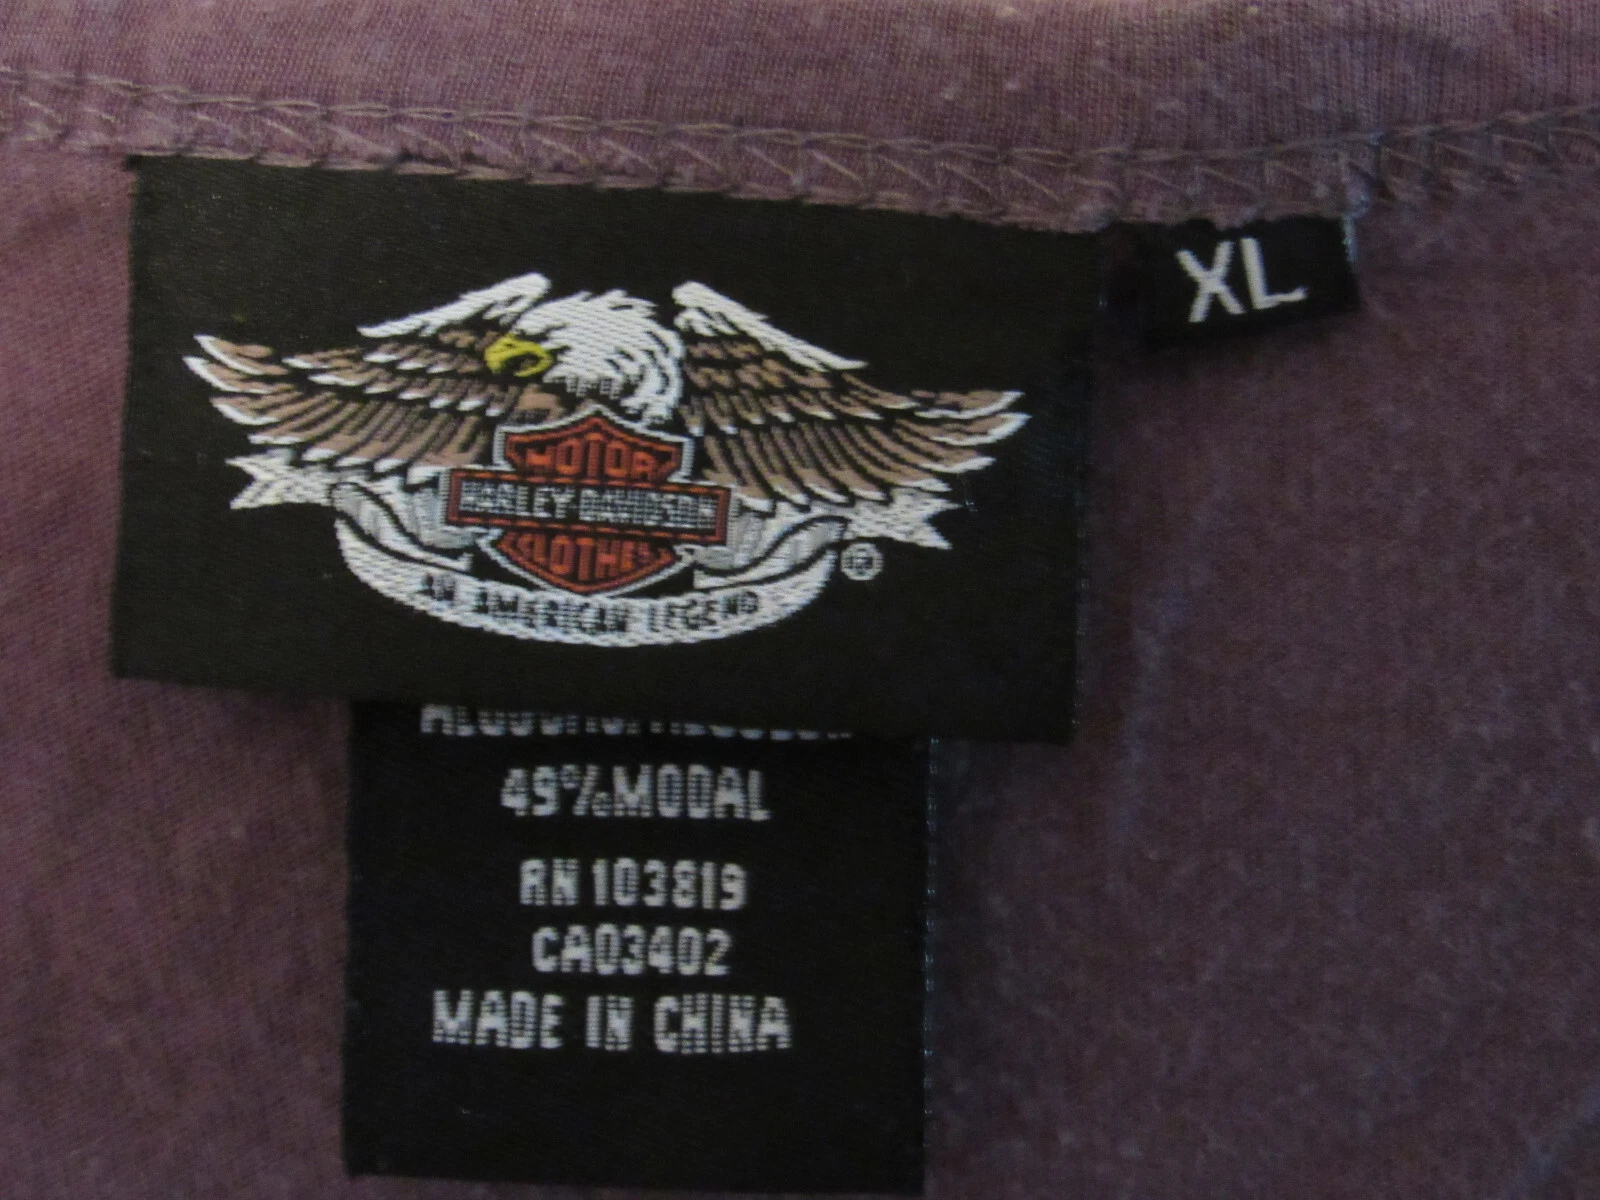 XL
MOTOR
HARLEY-DAVIDSON
CLOTHES
AN AMERICAN LEGEND
®
49%MODAL
RN 103819
CA03402
MADE IN CHINA